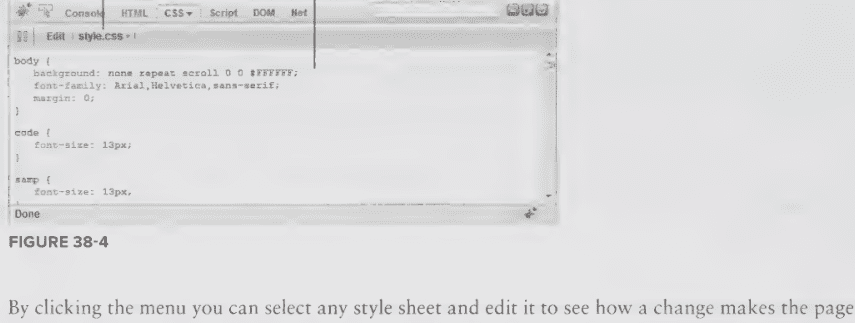 Console HTML CSS Script DOM Net
Edit style.css
body {
background: none repeat scroll 0 0 #FFFFFF;
font-family: Arial,Helvetica,sans-serif;
margin: 0;
}
code {
font-size: 13px;
}
samp {
font-size: 13px.
Done
FIGURE 38-4
By clicking the menu you can select any style sheet and edit it to see how a change makes the page